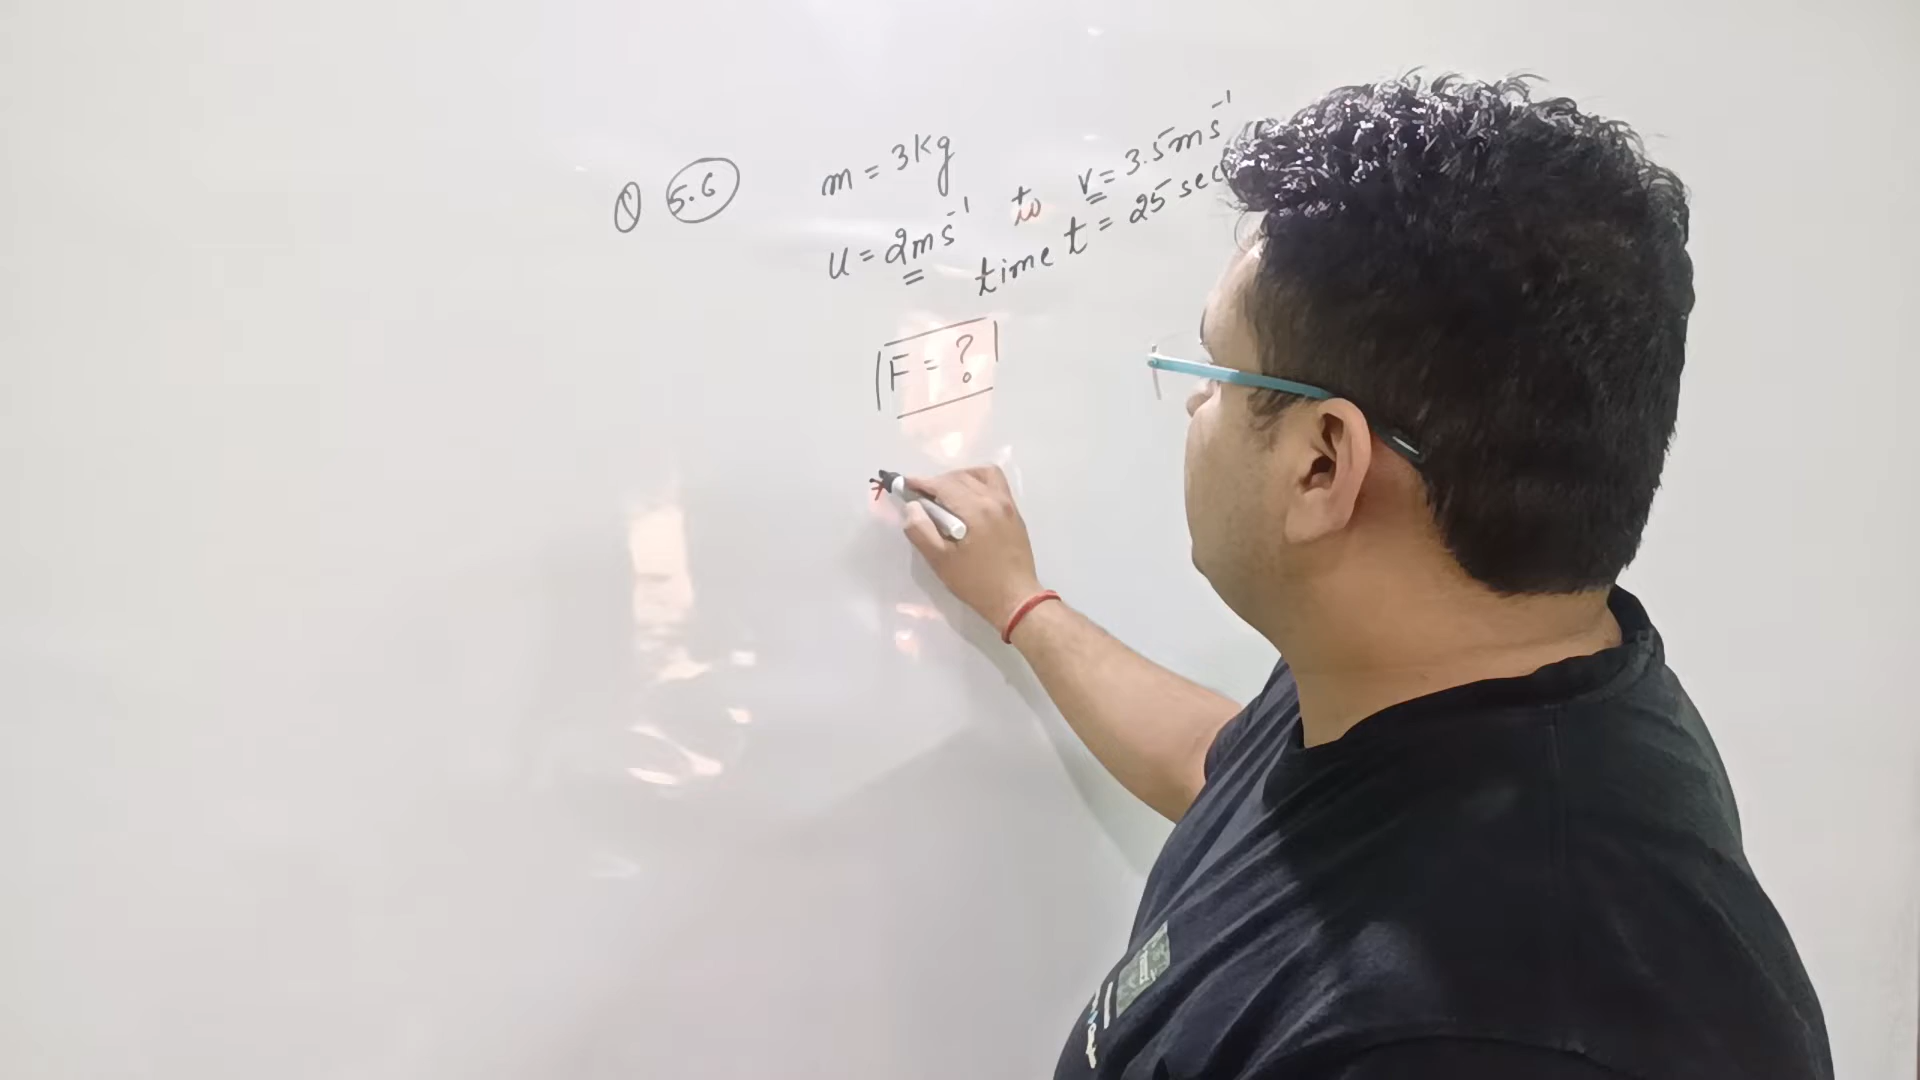 Q 5.6 m = 3kg
u = 2ms⁻¹ to v = 3.5ms⁻¹
time t = 25 sec
F = ?